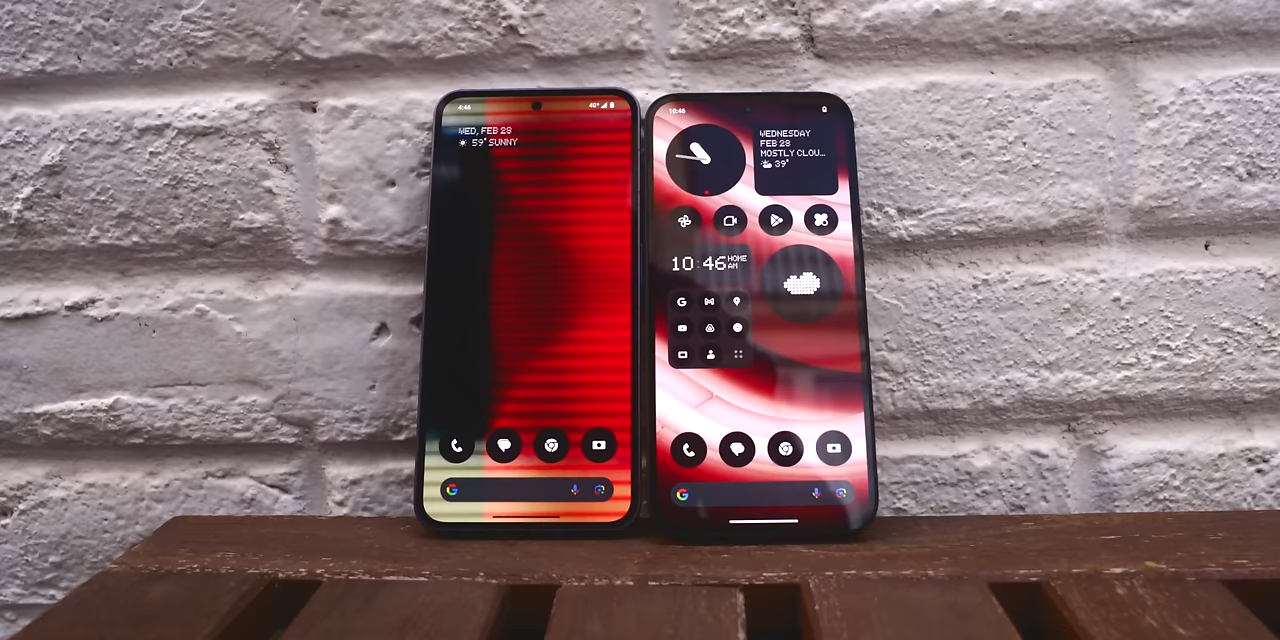 4:46
4G+
WED, FEB 28
59° SUNNY
10:46
WEDNESDAY
FEB 28
MOSTLY CLOU...
39°
10:46 HOME
AM